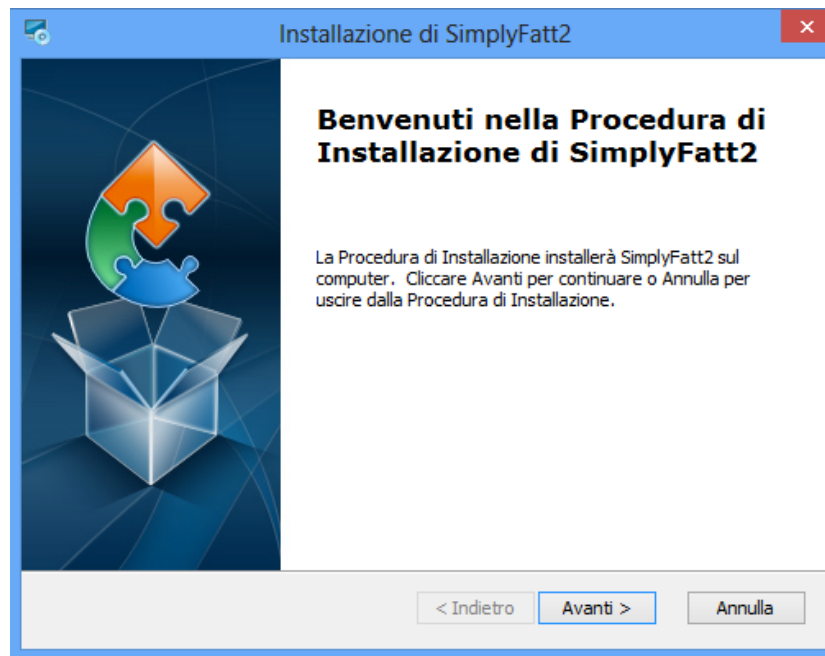 Installazione di SimplyFatt2
Benvenuti nella Procedura di
Installazione di SimplyFatt2
La Procedura di Installazione installerà SimplyFatt2 sul
computer. Cliccare Avanti per continuare o Annulla per
uscire dalla Procedura di Installazione.
< Indietro
Avanti >
Annulla